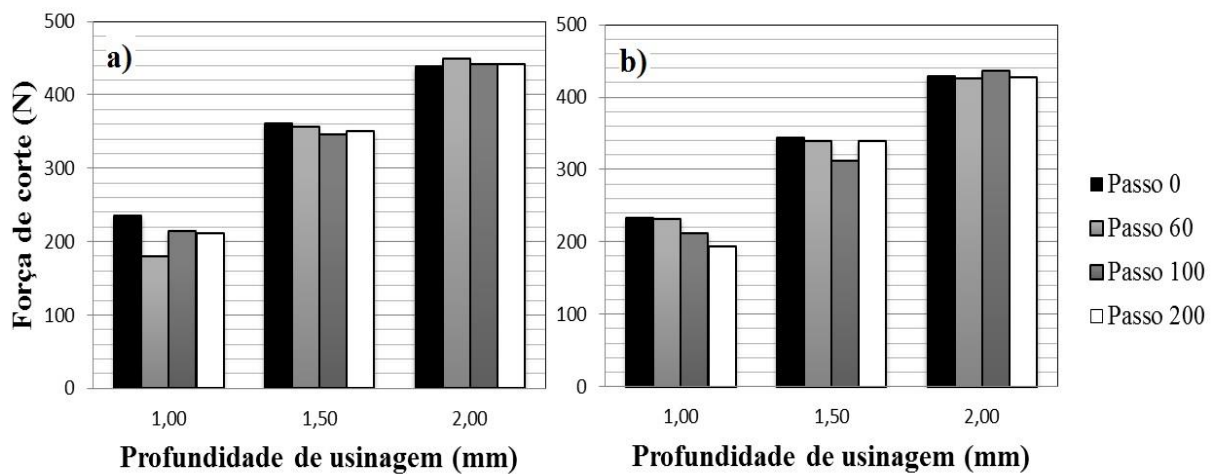 a)
Força de corte (N)
500
400
300
200
100
0
1,00 1,50 2,00
Profundidade de usinagem (mm)
b)
500
400
300
200
100
0
1,00 1,50 2,00
Profundidade de usinagem (mm)
Passo 0
Passo 60
Passo 100
Passo 200